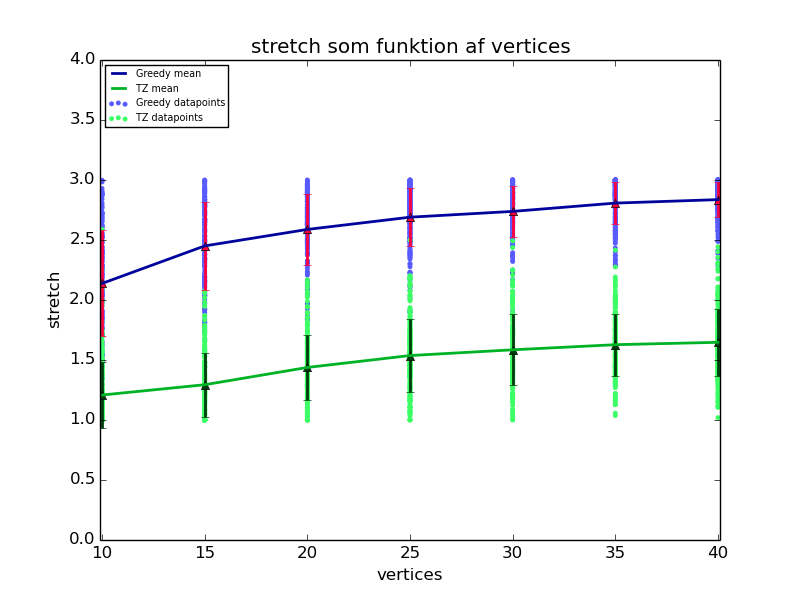 stretch som funktion af vertices
4.0
3.5
3.0
2.5
2.0
1.5
1.0
0.5
0.0
stretch
Greedy mean
TZ mean
Greedy datapoints
TZ datapoints
10 15 20 25 30 35 40
vertices